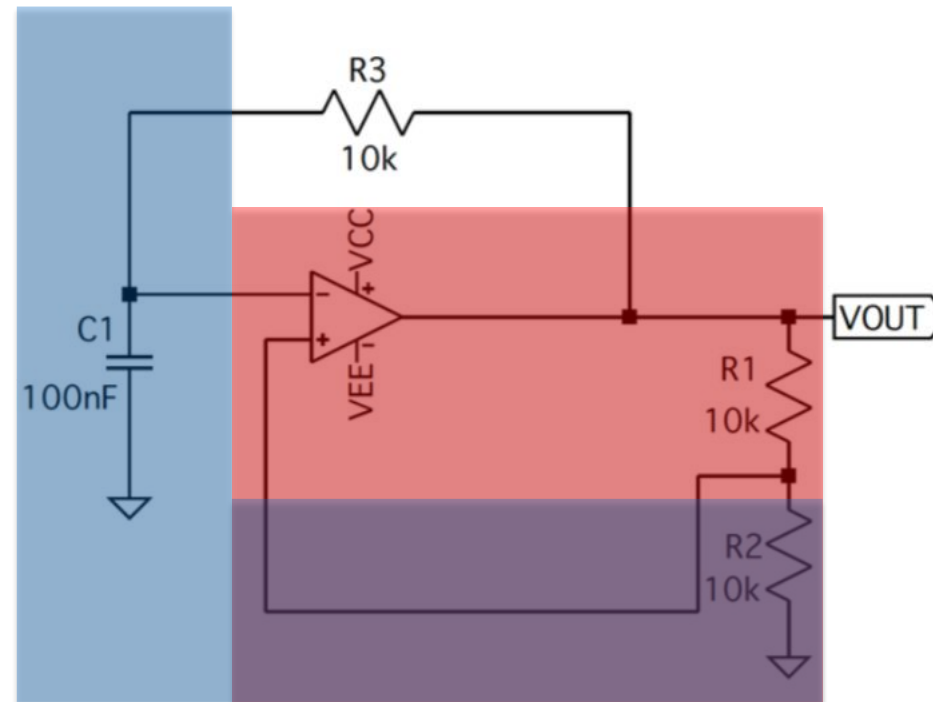 R3
10k
VCC
-
+
+
-
VEE
C1
100nF
VOUT
R1
10k
R2
10k